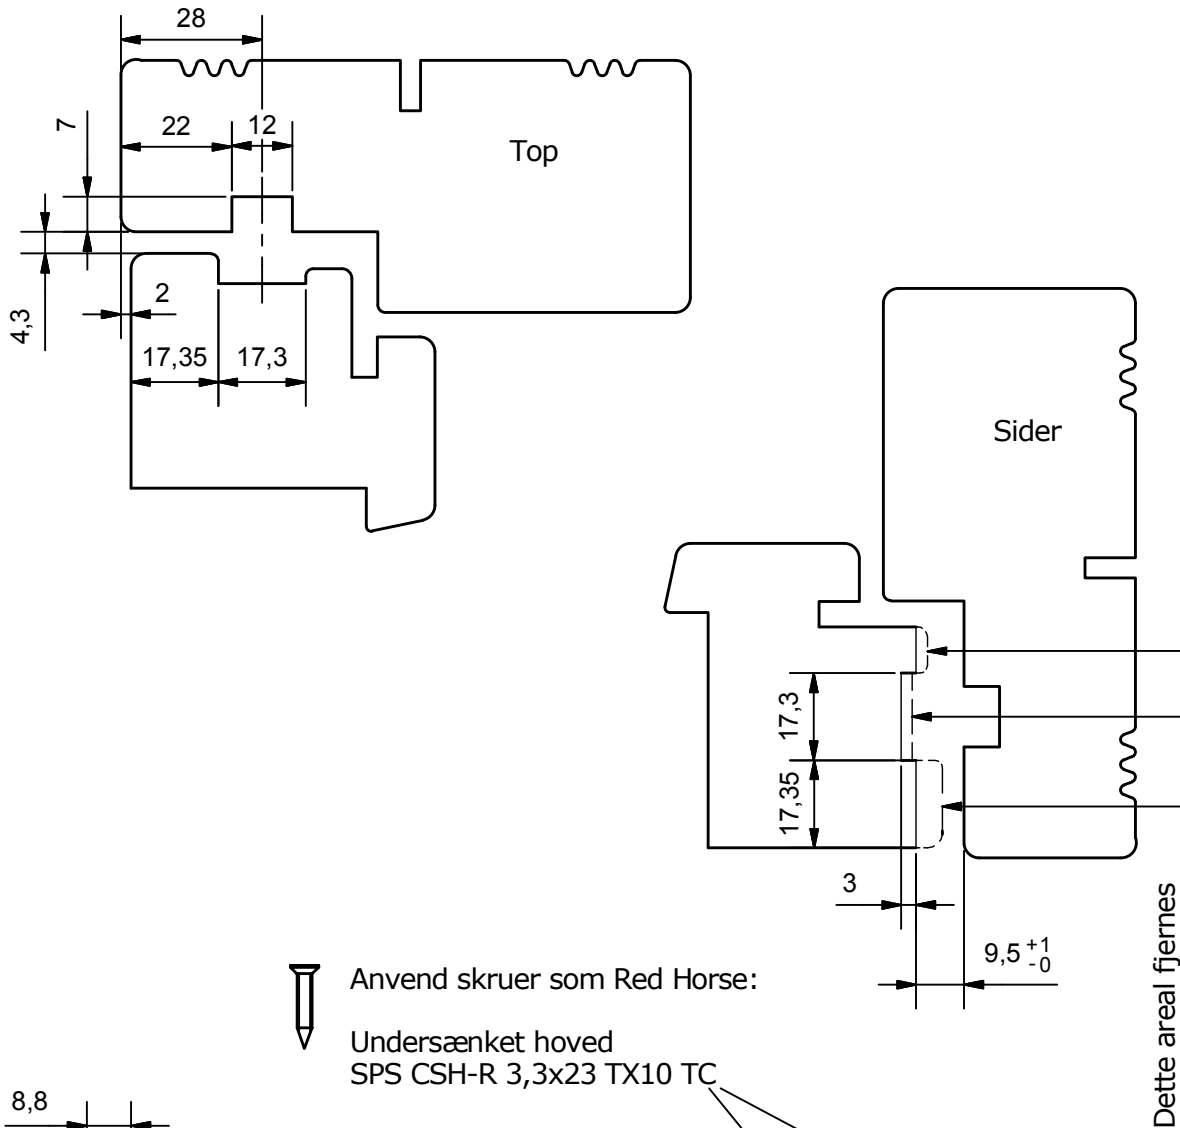 28
7
22
12
Top
4,3
2
17,35
17,3
Sider
17,3
17,35
3
9,5 +1 -0
Dette areal fjernes
Anvend skruer som Red Horse:
Undersænket hoved
SPS CSH-R 3,3x23 TX10 TC
8,8